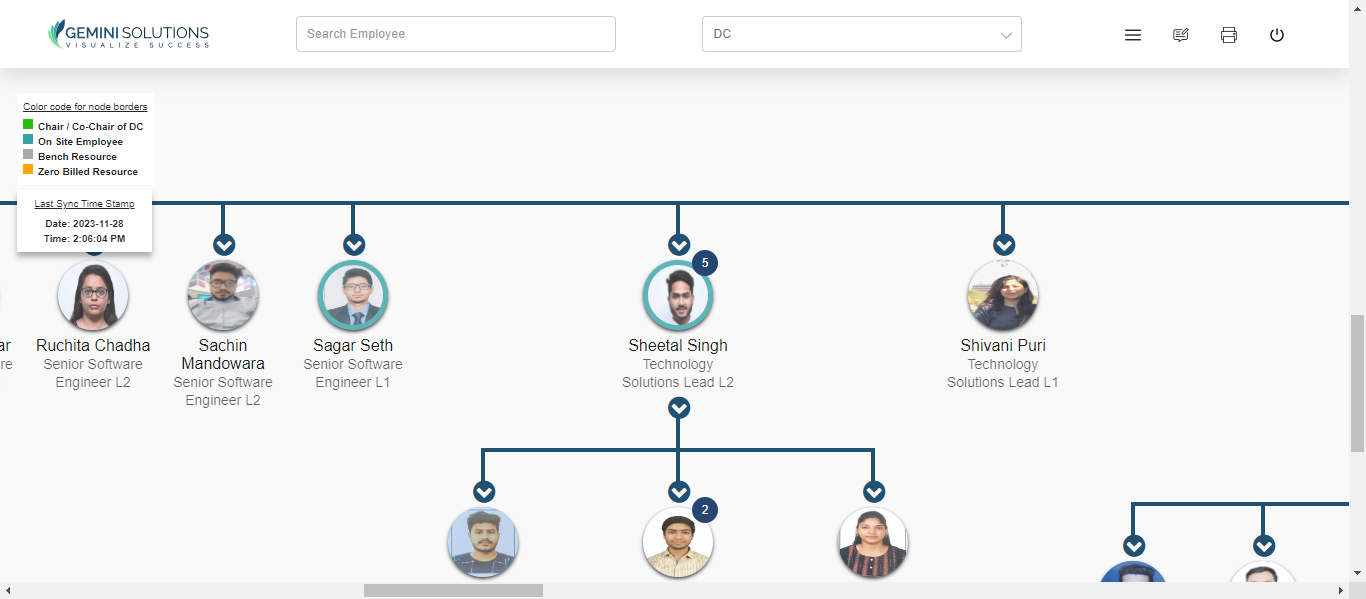 GEMINI SOLUTIONS
VISUALIZE SUCCESS
Search Employee
DC
Color code for node borders
Chair / Co-Chair of DC
On Site Employee
Bench Resource
Zero Billed Resource
Last Sync Time Stamp
Date: 2023-11-28
Time: 2:06:04 PM
5
ar
re
Ruchita Chadha
Senior Software
Engineer L2
Sachin
Mandowara
Senior Software
Engineer L2
Sagar Seth
Senior Software
Engineer L1
Sheetal Singh
Technology
Solutions Lead L2
Shivani Puri
Technology
Solutions Lead L1
2